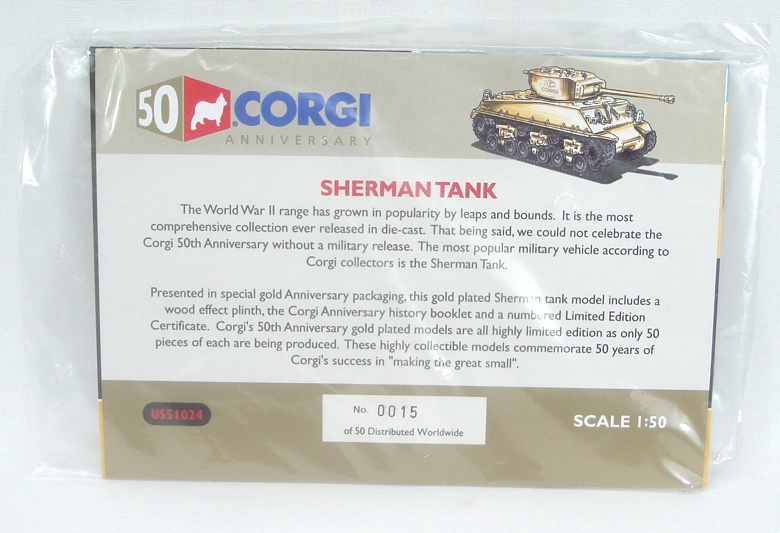 50 CORGI
ANNIVERSARY
CORGI
SHERMAN TANK
The World War II range has grown in popularity by leaps and bounds. It is the most
comprehensive collection ever released in die-cast. That being said, we could not celebrate the
Corgi 50th Anniversary without a military release. The most popular military vehicle according to
Corgi collectors is the Sherman Tank.
Presented in special gold Anniversary packaging, this gold plated Sherman tank model includes a
wood effect plinth, the Corgi Anniversary history booklet and a numbered Limited Edition
Certificate. Corgi's 50th Anniversary gold plated models are all highly limited edition as only 50
pieces of each are being produced. These highly collectible models commemorate 50 years of
Corgi's success in "making the great small".
US51024
No. 0015
of 50 Distributed Worldwide
SCALE 1:50